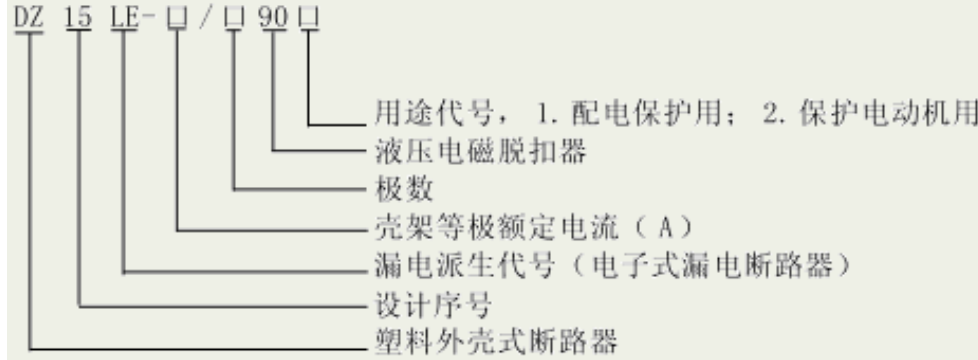 DZ 15 LE-□/□90□
用途代号，1.配电保护用；2.保护电动机用
液压电磁脱扣器
极数
壳架等极额定电流（A）
漏电派生代号（电子式漏电断路器）
设计序号
塑料外壳式断路器